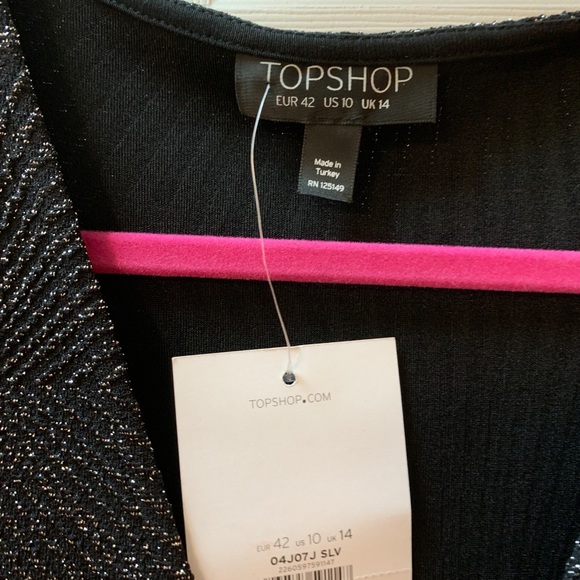 TOPSHOP
EUR 42 US 10 UK 14
Made in
Turkey
RN 125149
TOPSHOP.COM
EUR 42 US 10 UK 14
04J07J SLV
2260597591147